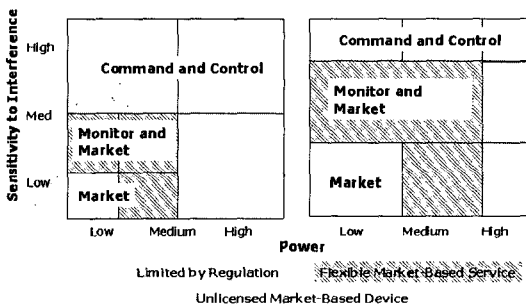 Sensitivity to Interference
High
Med
Low
Command and Control
Monitor and
Market
Market
Low
Medium
High
Command and Control
Monitor and
Market
Market
Low
Medium
High
Power
Limited by Regulation
Flexible Market-Based Service
Unlicensed Market-Based Device